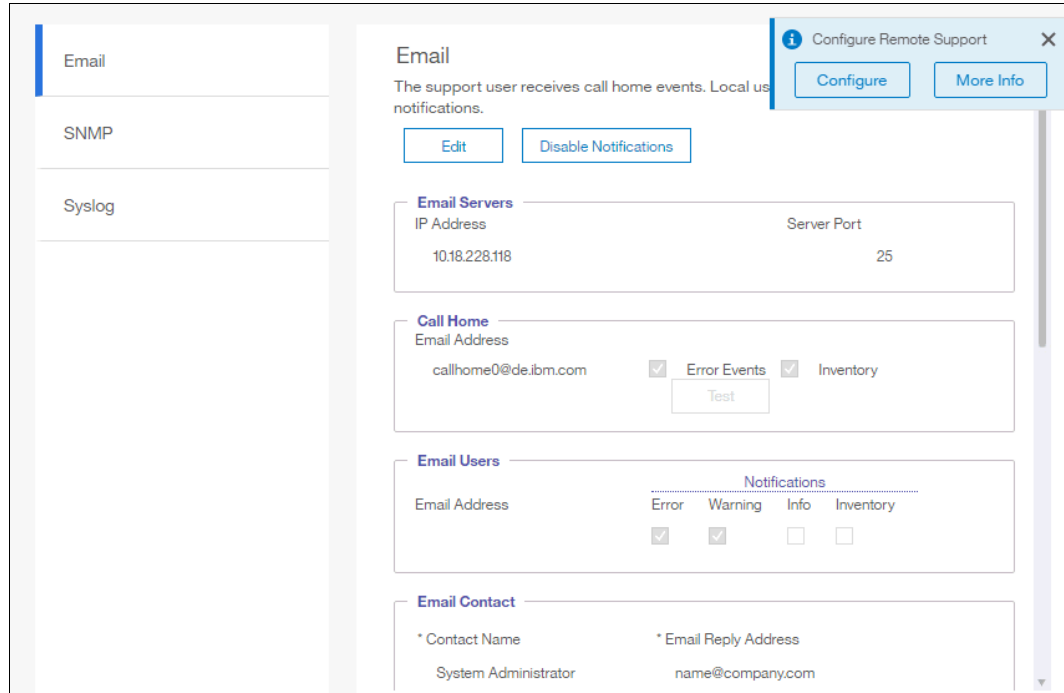 Email
SNMP
Syslog
Configure Remote Support
Configure
More Info
Email
The support user receives call home events. Local us
notifications.
Edit
Disable Notifications
Email Servers
IP Address
Server Port
10.18.228.118
25
Call Home
Email Address
callhome0@de.ibm.com
Error Events
Inventory
Test
Email Users
Notifications
Email Address
Error
Warning
Info
Inventory
Email Contact
* Contact Name
* Email Reply Address
System Administrator
name@company.com